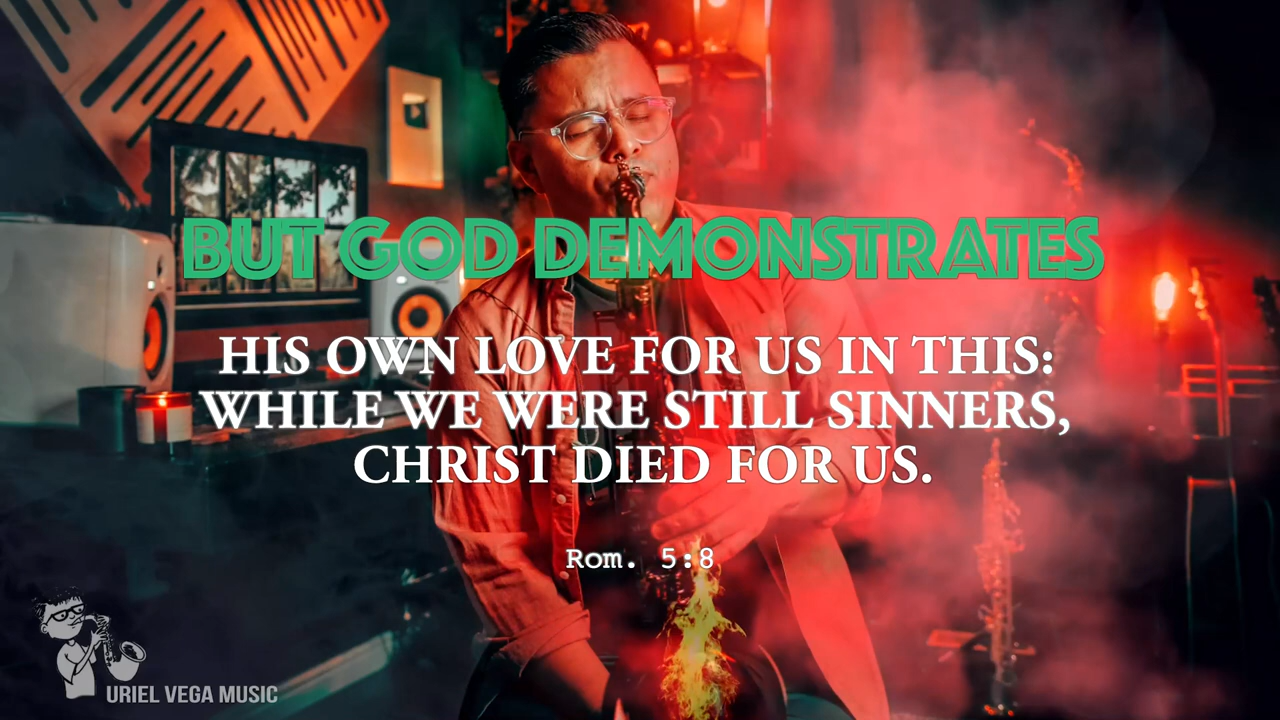 BUT GOD DEMONSTRATES
HIS OWN LOVE FOR US IN THIS:
WHILE WE WERE STILL SINNERS,
CHRIST DIED FOR US.
Rom. 5:8
URIEL VEGA MUSIC